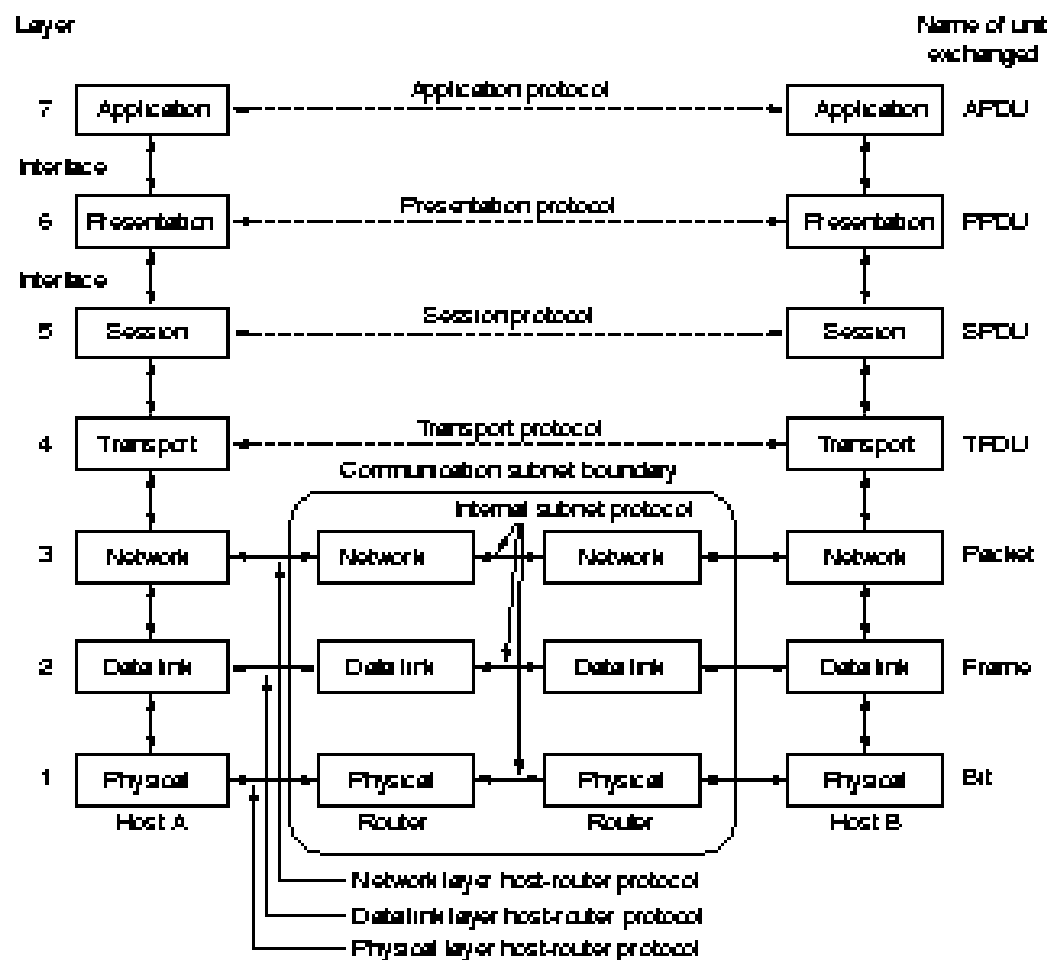 Layer
Name of unit
exchanged
7
Application
Application protocol
Application
APDU
Interface
6
Presentation
Presentation protocol
Presentation
PPDU
Interface
5
Session
Session protocol
Session
SPDU
4
Transport
Transport protocol
Transport
TPDU
Communication subnet boundary
Internal subnet protocol
3
Network
Network
Network
Network
Packet
2
Data link
Data link
Data link
Data link
Frame
1
Physical
Physical
Physical
Physical
Bit
Host A
Router
Router
Host B
Network layer host-router protocol
Data link layer host-router protocol
Physical layer host-router protocol